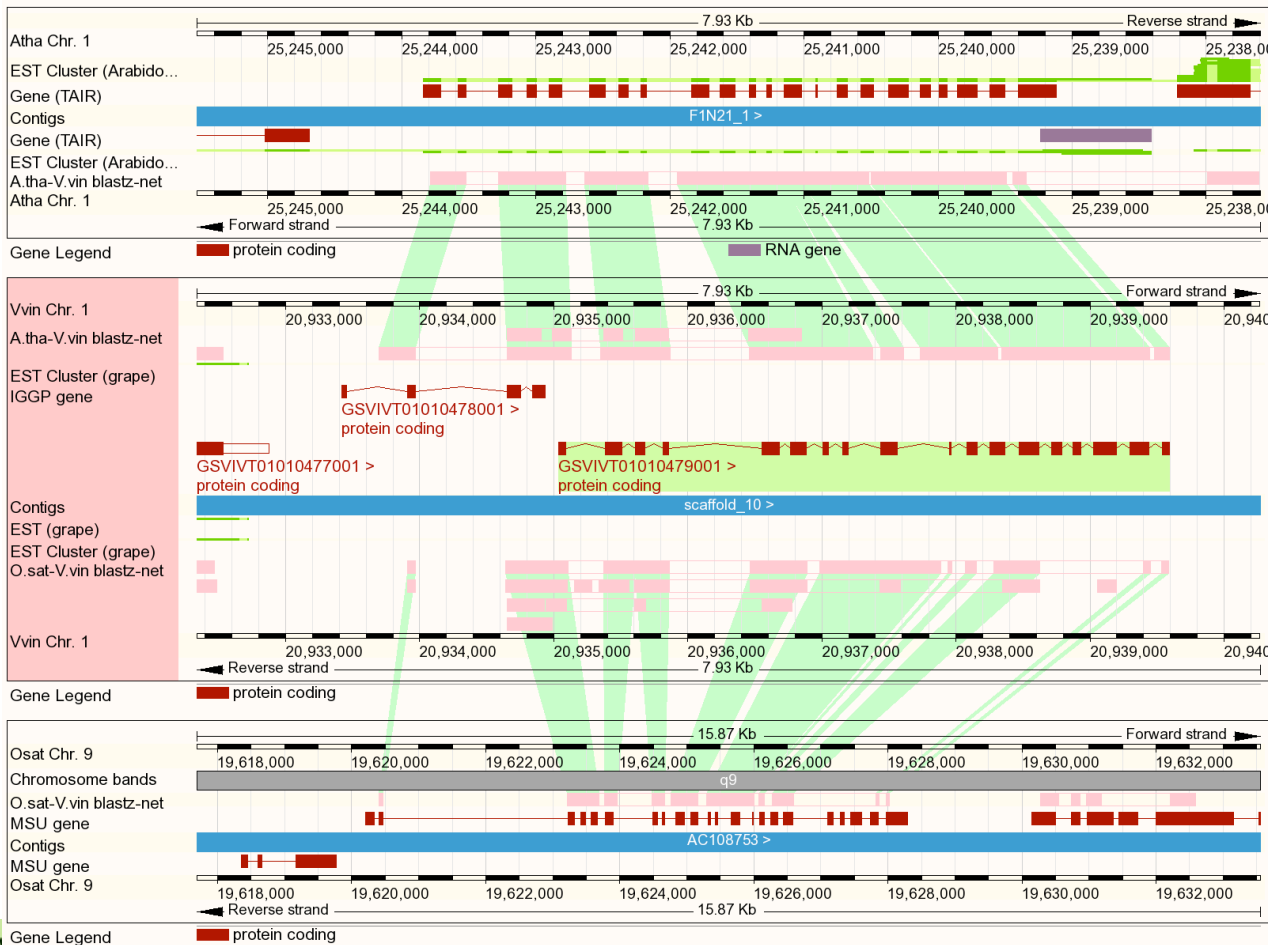 7.93 Kb Reverse strand
Atha Chr. 1
25,245,000 25,244,000 25,243,000 25,242,000 25,241,000 25,240,000 25,239,000 25,238,0
EST Cluster (Arabido...
Gene (TAIR)
Contigs F1N21_1 >
Gene (TAIR)
EST Cluster (Arabido...
A.tha-V.vin blastz-net
Atha Chr. 1
25,245,000 25,244,000 25,243,000 25,242,000 25,241,000 25,240,000 25,239,000 25,238,0
Forward strand 7.93 Kb
Gene Legend protein coding RNA gene
7.93 Kb Forward strand
Vvin Chr. 1
20,933,000 20,934,000 20,935,000 20,936,000 20,937,000 20,938,000 20,939,000 20,940
A.tha-V.vin blastz-net
EST Cluster (grape)
IGGP gene
GSVIVT01010478001 >
protein coding
GSVIVT01010477001 > GSVIVT01010479001 >
protein coding protein coding
Contigs scaffold_10 >
EST (grape)
EST Cluster (grape)
O.sat-V.vin blastz-net
Vvin Chr. 1
20,933,000 20,934,000 20,935,000 20,936,000 20,937,000 20,938,000 20,939,000 20,940
Reverse strand 7.93 Kb
Gene Legend protein coding
15.87 Kb Forward strand
Osat Chr. 9
19,618,000 19,620,000 19,622,000 19,624,000 19,626,000 19,628,000 19,630,000 19,632,000
Chromosome bands q9
O.sat-V.vin blastz-net
MSU gene
Contigs AC108753 >
MSU gene
Osat Chr. 9
19,618,000 19,620,000 19,622,000 19,624,000 19,626,000 19,628,000 19,630,000 19,632,000
Reverse strand 15.87 Kb
Gene Legend protein coding